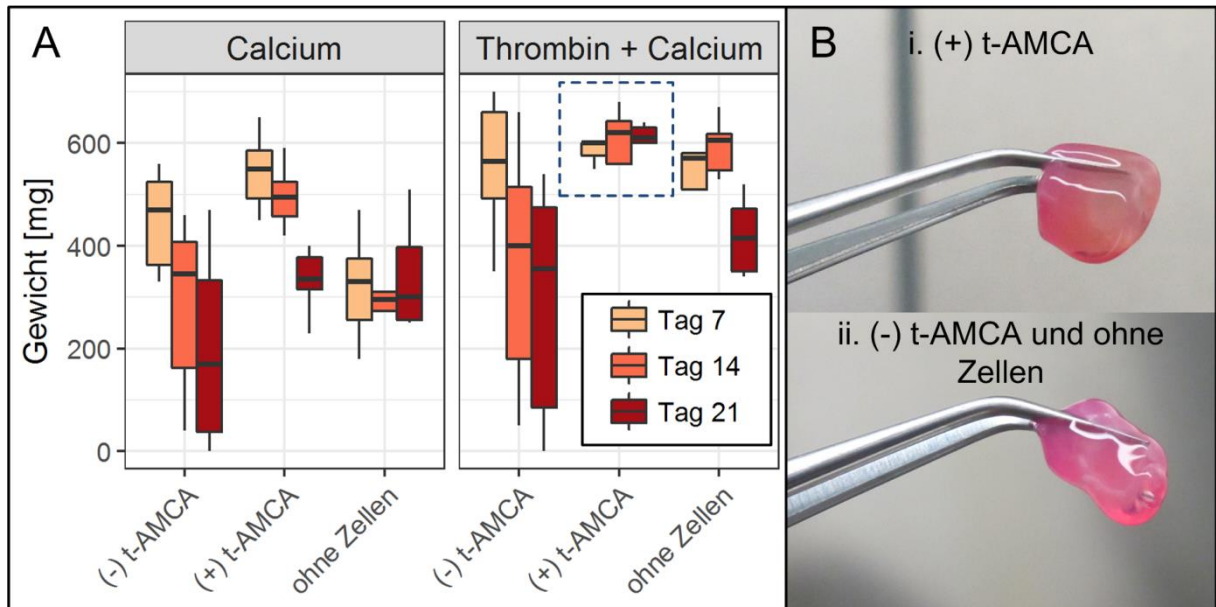 A
Calcium
Thrombin + Calcium
Gewicht [mg]
600
400
200
0
Tag 7
Tag 14
Tag 21
(-) t-AMCA
(+) t-AMCA
ohne Zellen
(-) t-AMCA
(+) t-AMCA
ohne Zellen
B
i. (+) t-AMCA
ii. (-) t-AMCA und ohne
Zellen